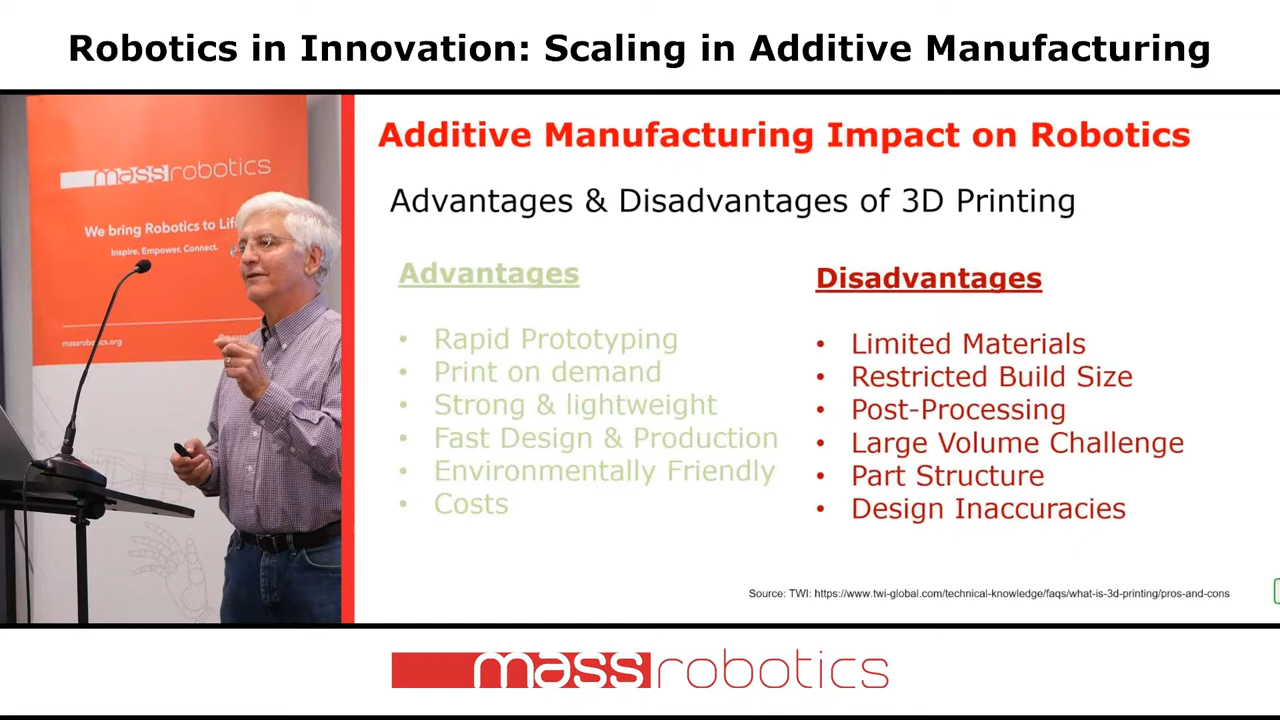 Robotics in Innovation: Scaling in Additive Manufacturing
massrobotics
We bring Robotics to Lif
Inspire. Empower. Connect.
massrobotics.org
Additive Manufacturing Impact on Robotics
Advantages & Disadvantages of 3D Printing
Advantages
• Rapid Prototyping
• Print on demand
• Strong & lightweight
• Fast Design & Production
• Environmentally Friendly
• Costs
Disadvantages
• Limited Materials
• Restricted Build Size
• Post-Processing
• Large Volume Challenge
• Part Structure
• Design Inaccuracies
Source: TWI: https://www.twi-global.com/technical-knowledge/faqs/what-is-3d-printing/pros-and-cons
massrobotics